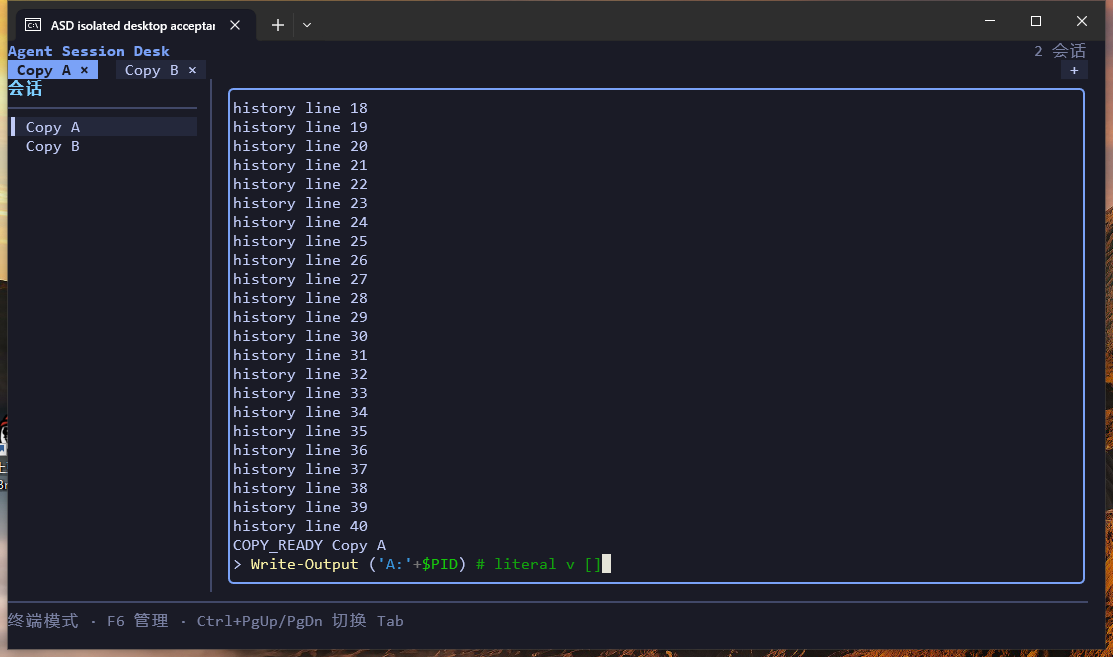 ASD isolated desktop acceptar
Agent Session Desk
2 会话
Copy A × Copy B ×
+
会话
Copy A
Copy B
history line 18
history line 19
history line 20
history line 21
history line 22
history line 23
history line 24
history line 25
history line 26
history line 27
history line 28
history line 29
history line 30
history line 31
history line 32
history line 33
history line 34
history line 35
history line 36
history line 37
history line 38
history line 39
history line 40
COPY_READY Copy A
> Write-Output ('A:'+$PID) # literal v []
终端模式 · F6 管理 · Ctrl+PgUp/PgDn 切换 Tab